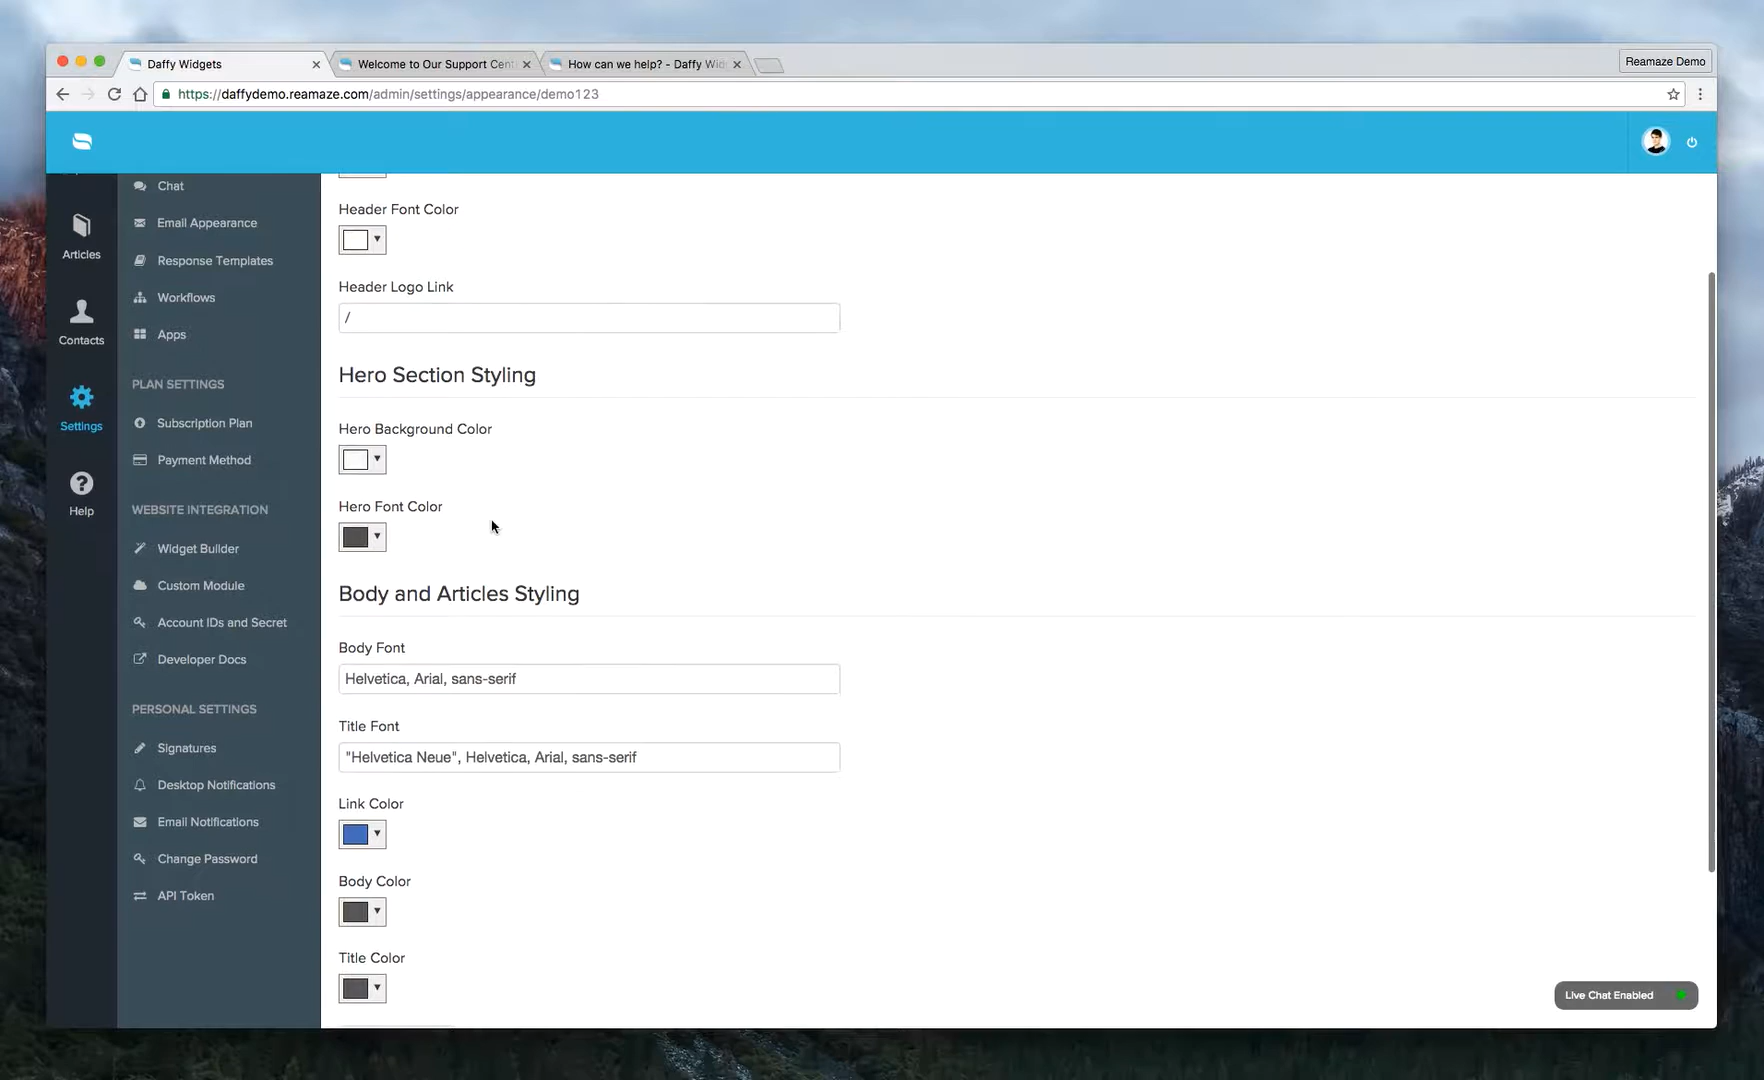 Daffy Widgets
Welcome to Our Support Cent
How can we help? - Daffy Wid
Reamaze Demo
https://daffydemo.reamaze.com/admin/settings/appearance/demo123
Articles
Contacts
Settings
Help
Chat
Email Appearance
Response Templates
Workflows
Apps
PLAN SETTINGS
Subscription Plan
Payment Method
WEBSITE INTEGRATION
Widget Builder
Custom Module
Account IDs and Secret
Developer Docs
PERSONAL SETTINGS
Signatures
Desktop Notifications
Email Notifications
Change Password
API Token
Header Font Color
Header Logo Link
/
Hero Section Styling
Hero Background Color
Hero Font Color
Body and Articles Styling
Body Font
Helvetica, Arial, sans-serif
Title Font
"Helvetica Neue", Helvetica, Arial, sans-serif
Link Color
Body Color
Title Color
Live Chat Enabled